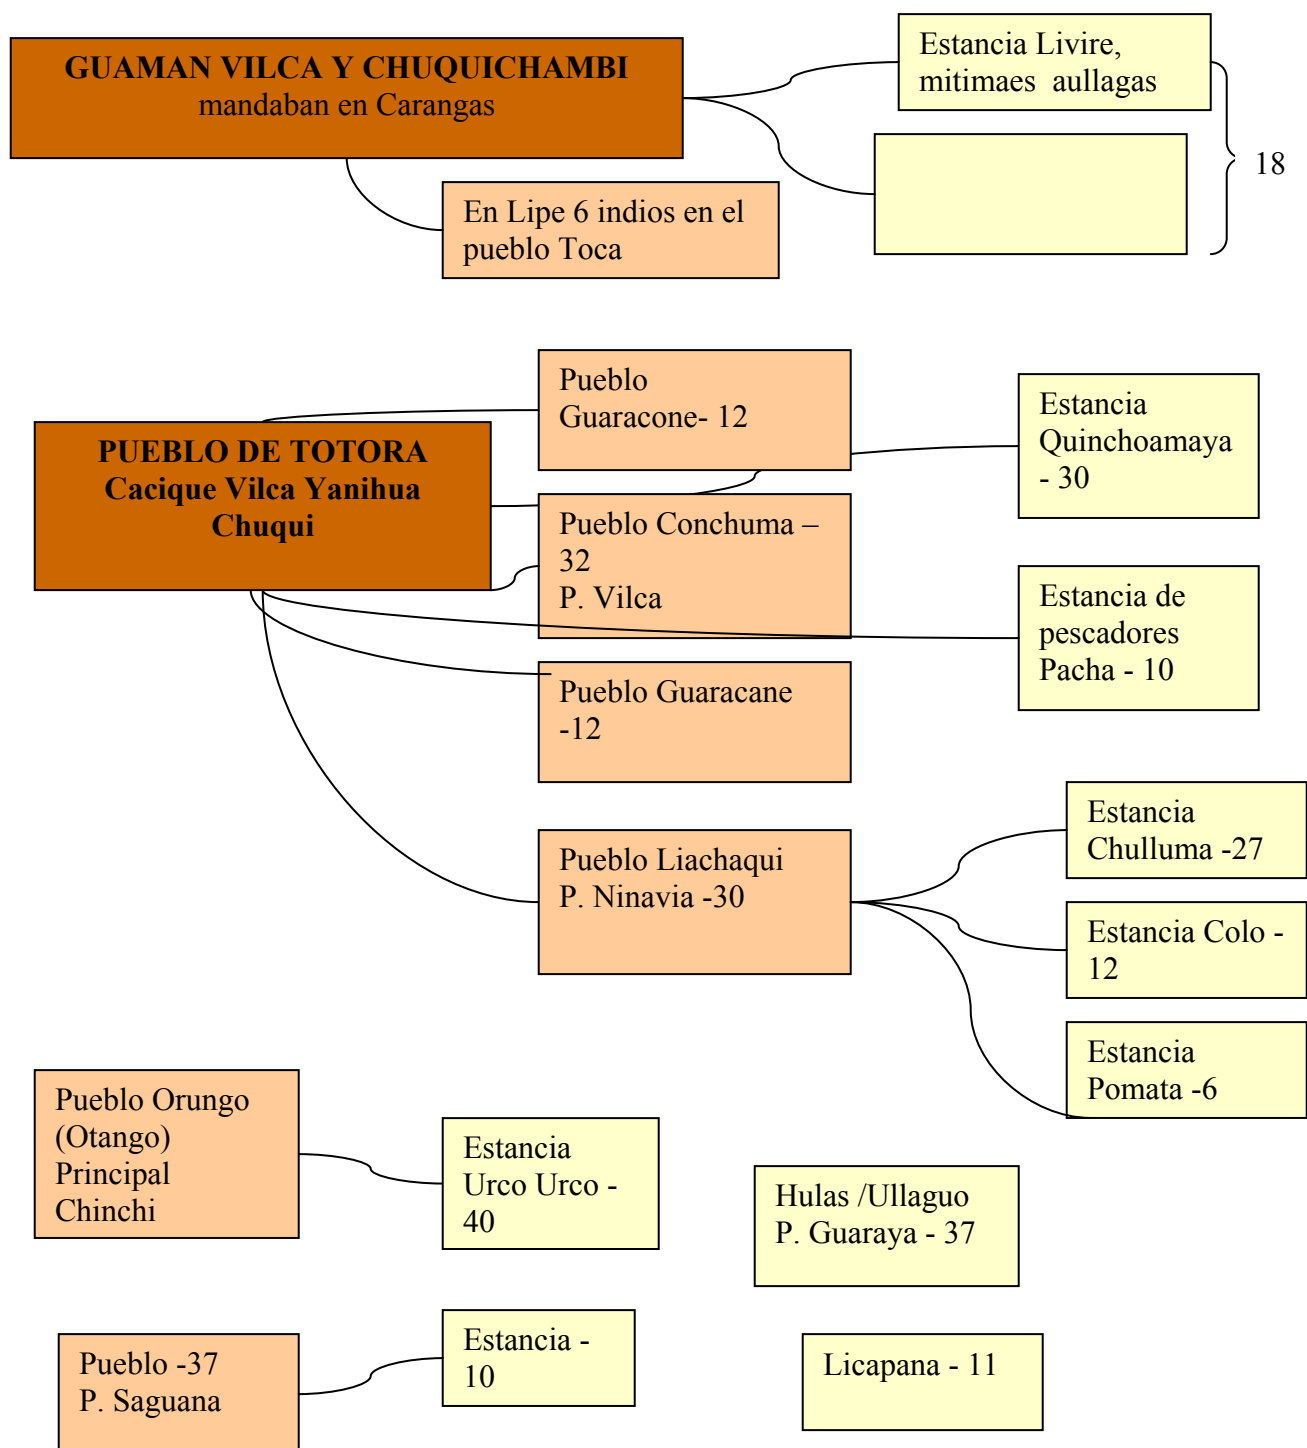 GUAMAN VILCA Y CHUQUICHAMBI
mandaban en Carangas
Estancia Livire,
mitimaes aullagas
18
En Lipe 6 indios en el
pueblo Toca
PUEBLO DE TOTORA
Cacique Vilca Yanihua
Chuqui
Pueblo
Guaracone- 12
Estancia
Quinchoamaya
- 30
Pueblo Conchuma –
32
P. Vilca
Estancia de
pescadores
Pacha - 10
Pueblo Guaracane
-12
Pueblo Liachaqui
P. Ninavia -30
Estancia
Chulluma -27
Estancia Colo -
12
Estancia
Pomata -6
Pueblo Orungo
(Otango)
Principal
Chinchi
Estancia
Urco Urco -
40
Hulas /Ullaguo
P. Guaraya - 37
Pueblo -37
P. Saguana
Estancia -
10
Licapana - 11